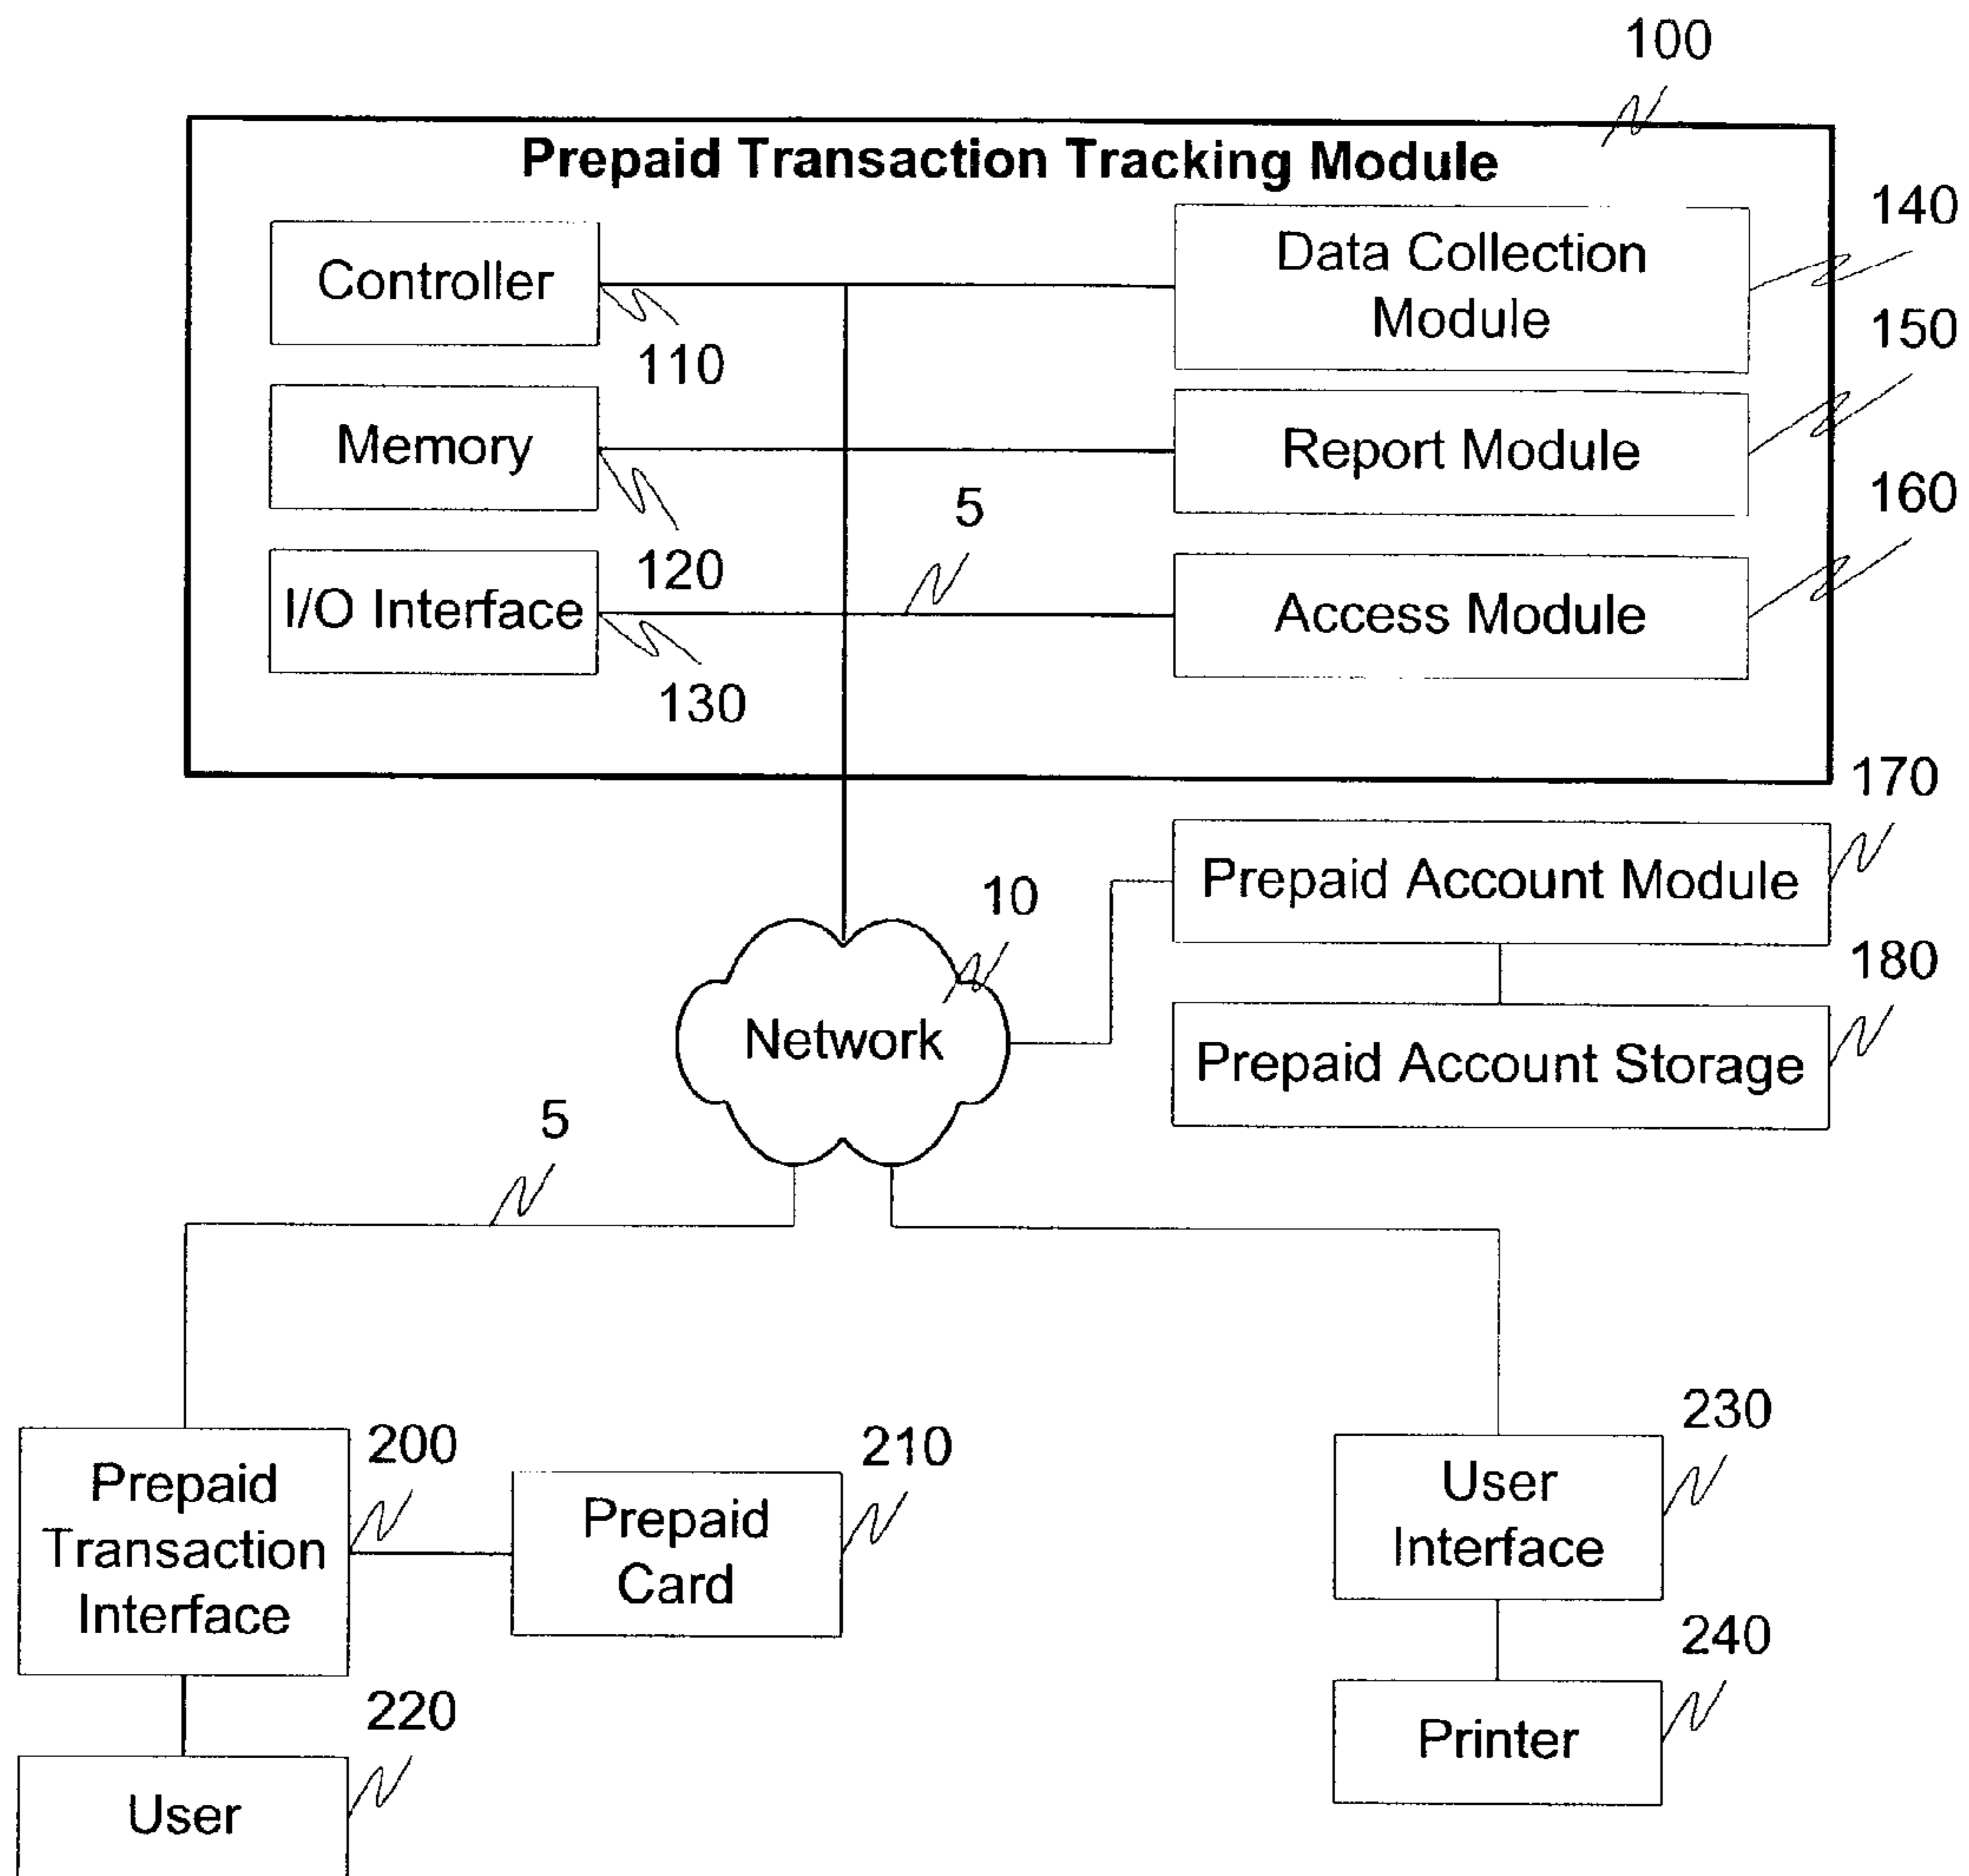 100
Prepaid Transaction Tracking Module
Controller
110
Data Collection
Module
140
Memory
120
Report Module
150
I/O Interface
130
5
Access Module
160
Network
10
Prepaid Account Module
170
Prepaid Account Storage
180
5
Prepaid
Transaction
Interface
200
Prepaid
Card
210
User
220
User
Interface
230
Printer
240